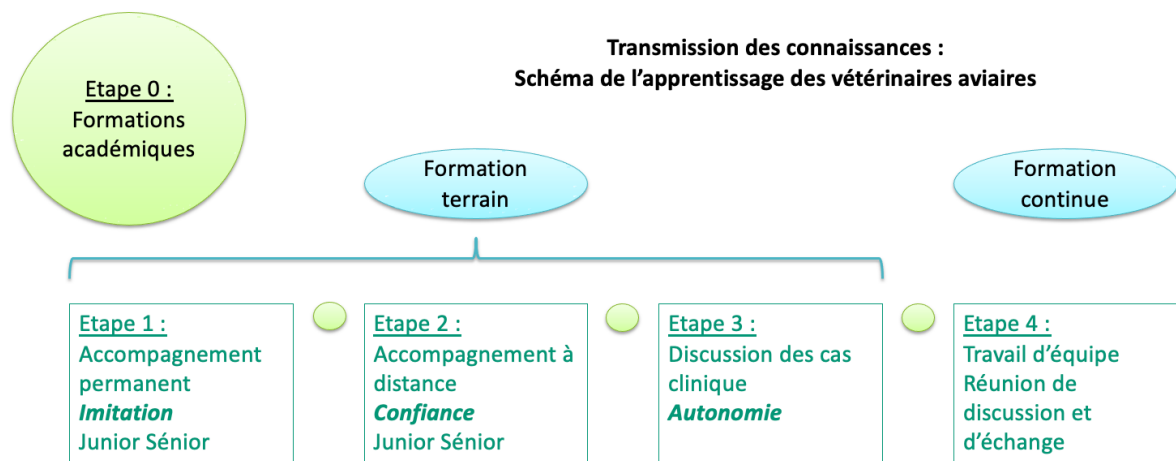 Transmission des connaissances :
Schéma de l’apprentissage des vétérinaires aviaires
Etape 0 :
Formations
académiques
Formation
terrain
Formation
continue
Etape 1 :
Accompagnement
permanent
Imitation
Junior Sénior
Etape 2 :
Accompagnement à
distance
Confiance
Junior Sénior
Etape 3 :
Discussion des cas
clinique
Autonomie
Etape 4 :
Travail d’équipe
Réunion de
discussion et
d’échange